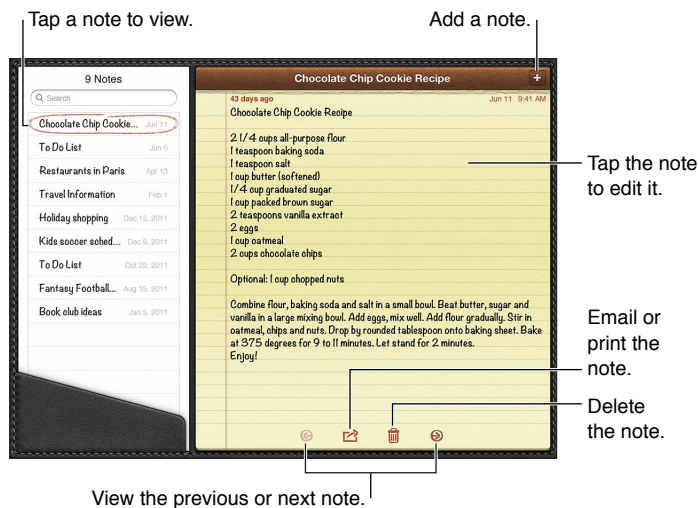 Tap a note to view.
Add a note.
9 Notes
Search
Chocolate Chip Cookie... Jun 11
To Do List Jun 5
Restaurants in Paris Apr 13
Travel Information Feb 1
Holiday shopping Dec 15, 2011
Kids soccer sched... Dec 9, 2011
To Do List Oct 22, 2011
Fantasy Football... Aug 15, 2011
Book club ideas Jun 5, 2011
Chocolate Chip Cookie Recipe +
43 days ago Jun 11 9:41 AM
Chocolate Chip Cookie Recipe
2 1/4 cups all-purpose flour
1 teaspoon baking soda
1 teaspoon salt
1 cup butter (softened)
1/4 cup graduated sugar
1 cup packed brown sugar
2 teaspoons vanilla extract
2 eggs
1 cup oatmeal
2 cups chocolate chips
Optional: 1 cup chopped nuts
Combine flour, baking soda and salt in a small bowl. Beat butter, sugar and
vanilla in a large mixing bowl. Add eggs, mix well. Add flour gradually. Stir in
oatmeal, chips and nuts. Drop by rounded tablespoon onto baking sheet. Bake
at 375 degrees for 9 to 11 minutes. Let stand for 2 minutes.
Enjoy!
Tap the note
to edit it.
Email or
print the
note.
Delete
the note.
View the previous or next note.